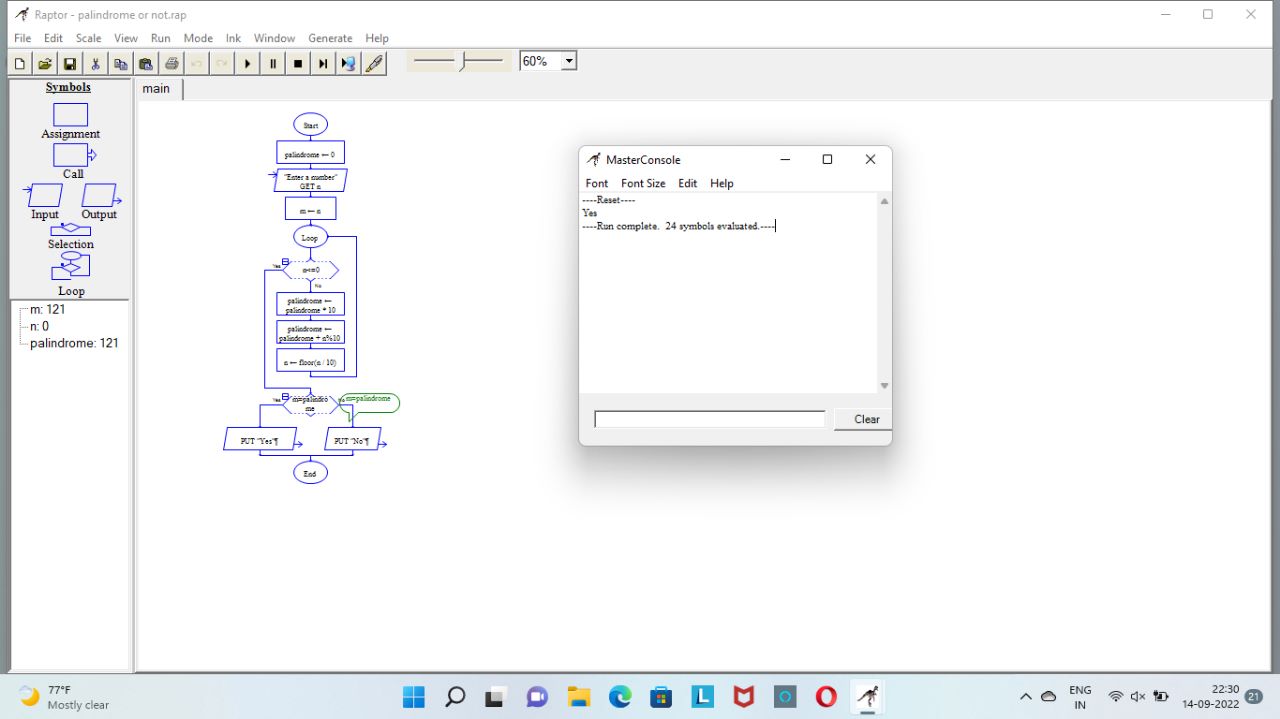 Raptor - palindrome or not.rap
File Edit Scale View Run Mode Ink Window Generate Help
60%
Symbols
main
Assignment
Call
Input Output
Selection
Loop
m: 121
n: 0
palindrome: 121
Start
palindrome ← 0
"Enter a number"
GET n
m ← n
Loop
Yes
n<=0
No
palindrome ←
palindrome * 10
palindrome ←
palindrome + n%10
n ← floor(n / 10)
Yes
m=palindro
me
No
m=palindrome
PUT "Yes"¶
PUT "No"¶
End
MasterConsole
Font Font Size Edit Help
----Reset----
Yes
----Run complete.  24 symbols evaluated.----
Clear
77°F
Mostly clear
L
ENG
IN
22:30
14-09-2022
21